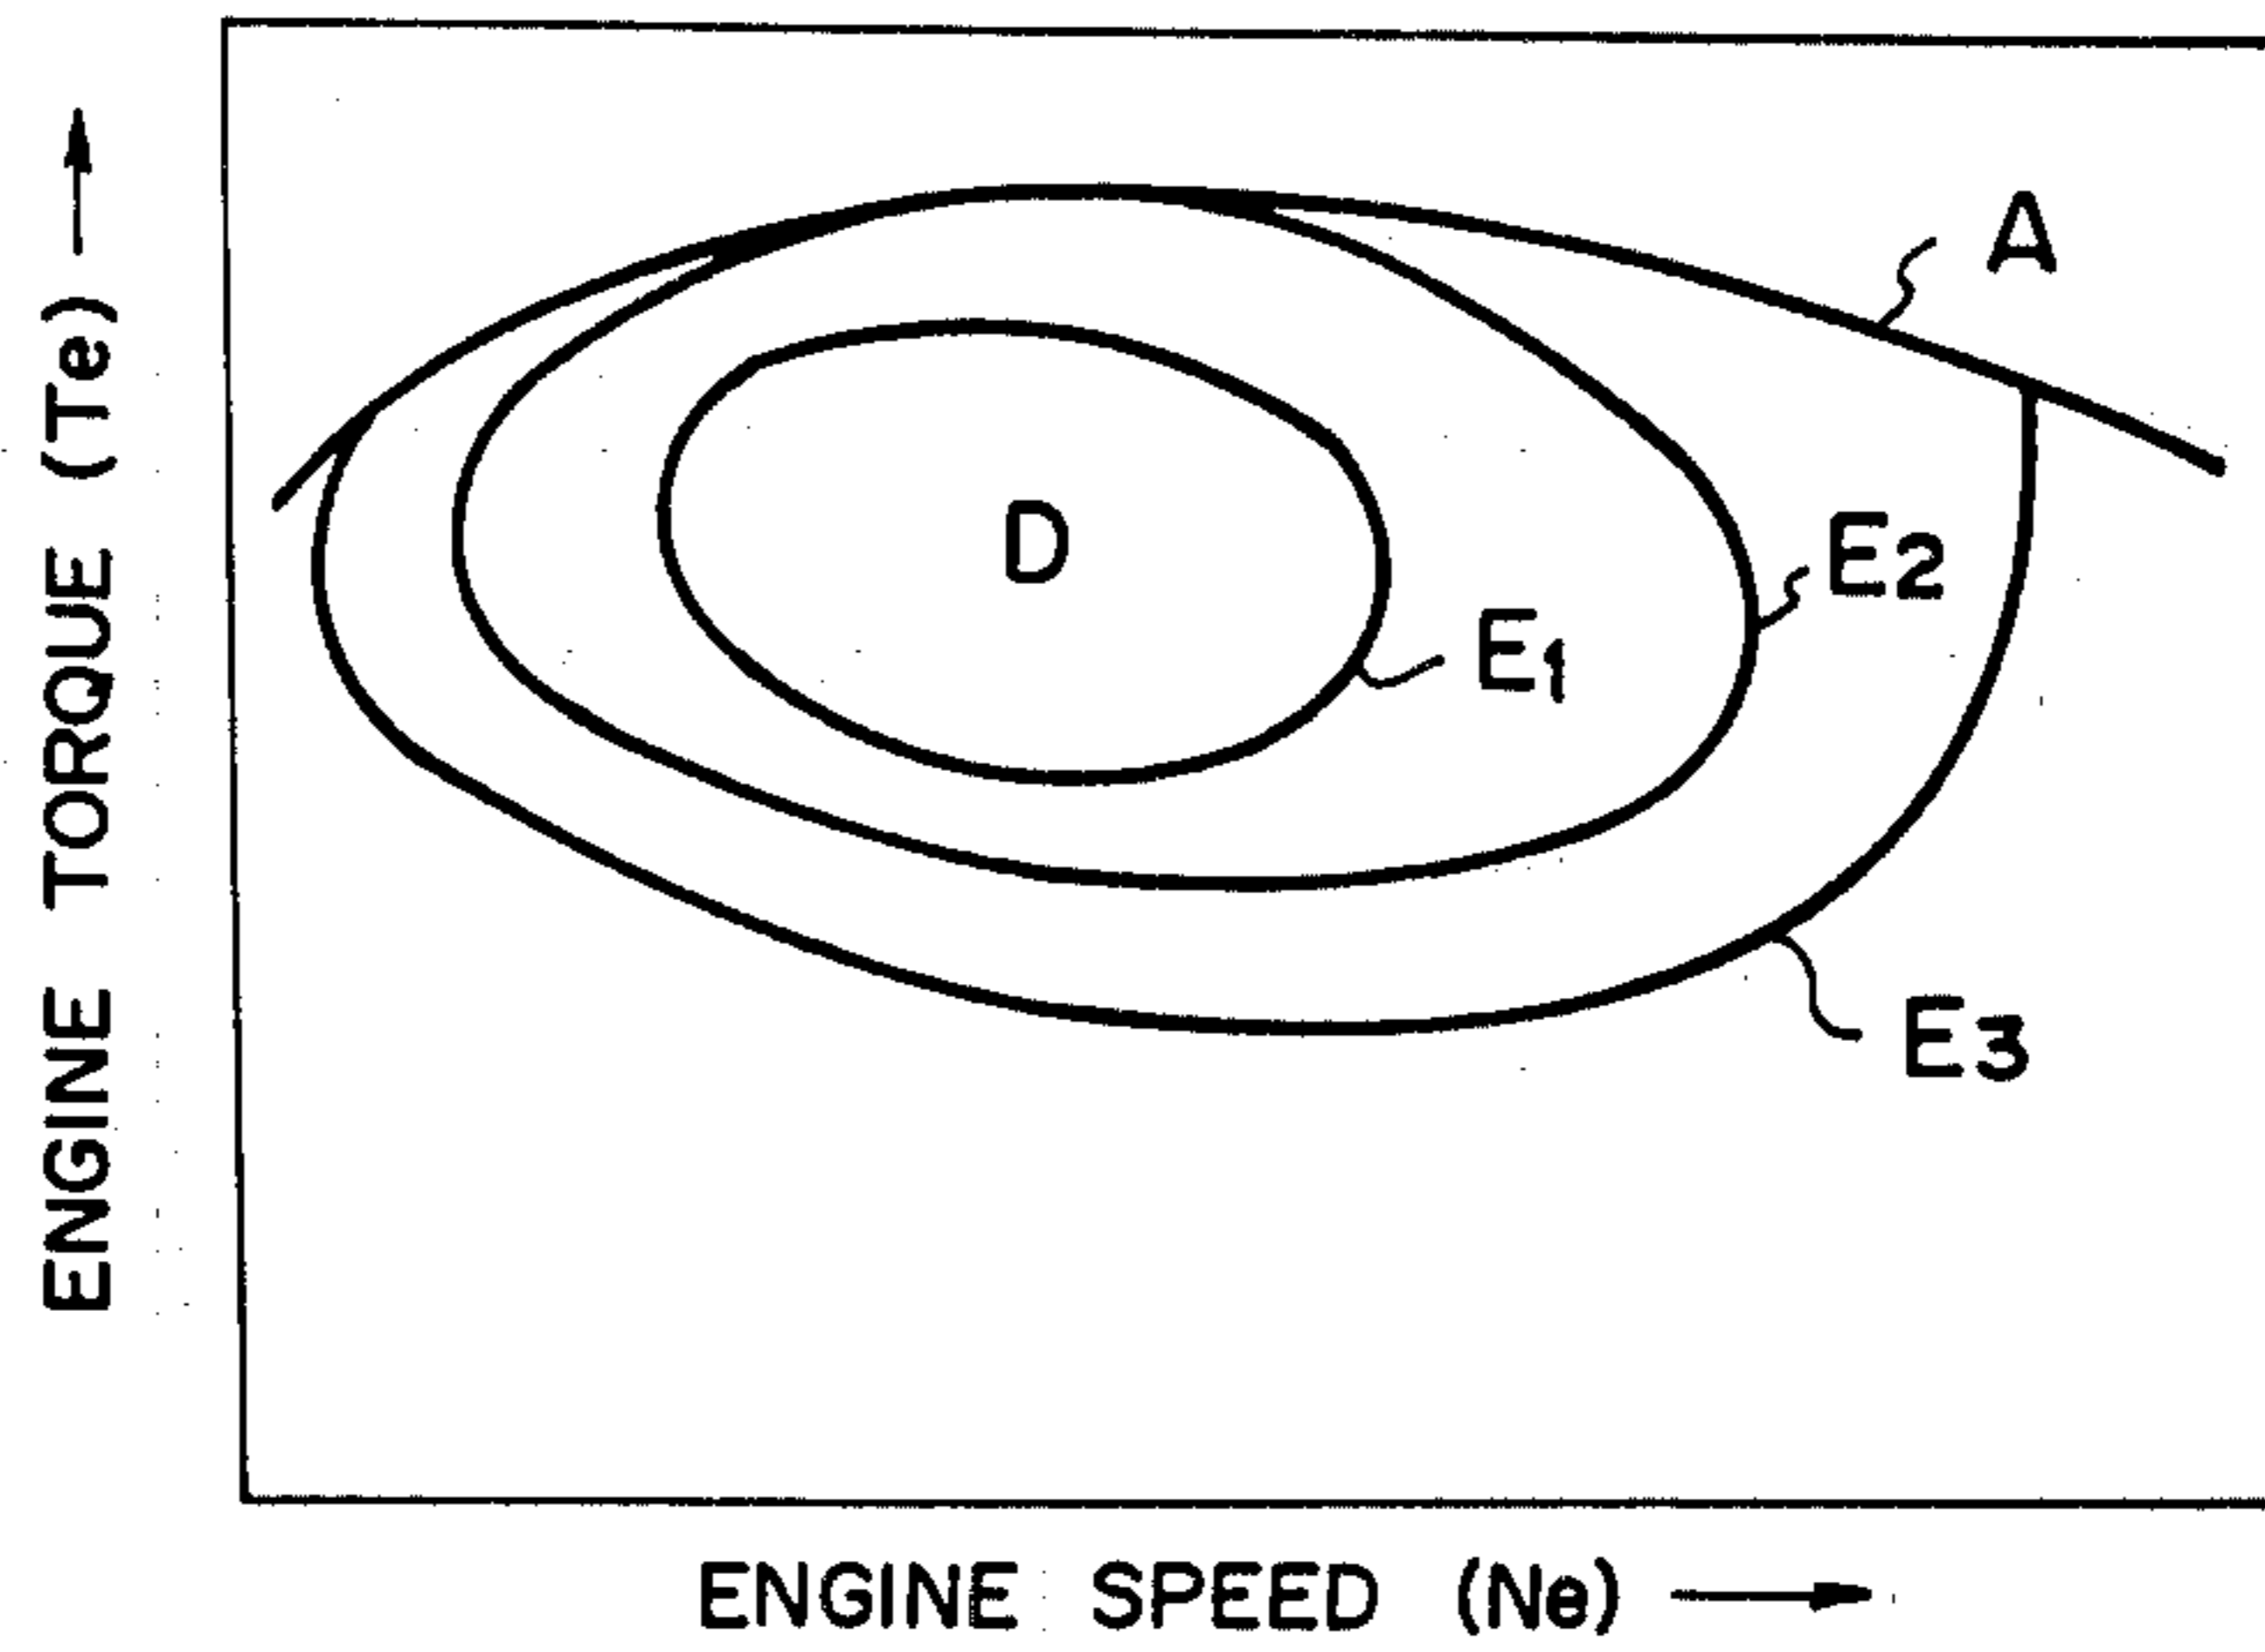 ENGINE TORQUE (Te)
A
D
E2
E1
E3
ENGINE SPEED (Ne)